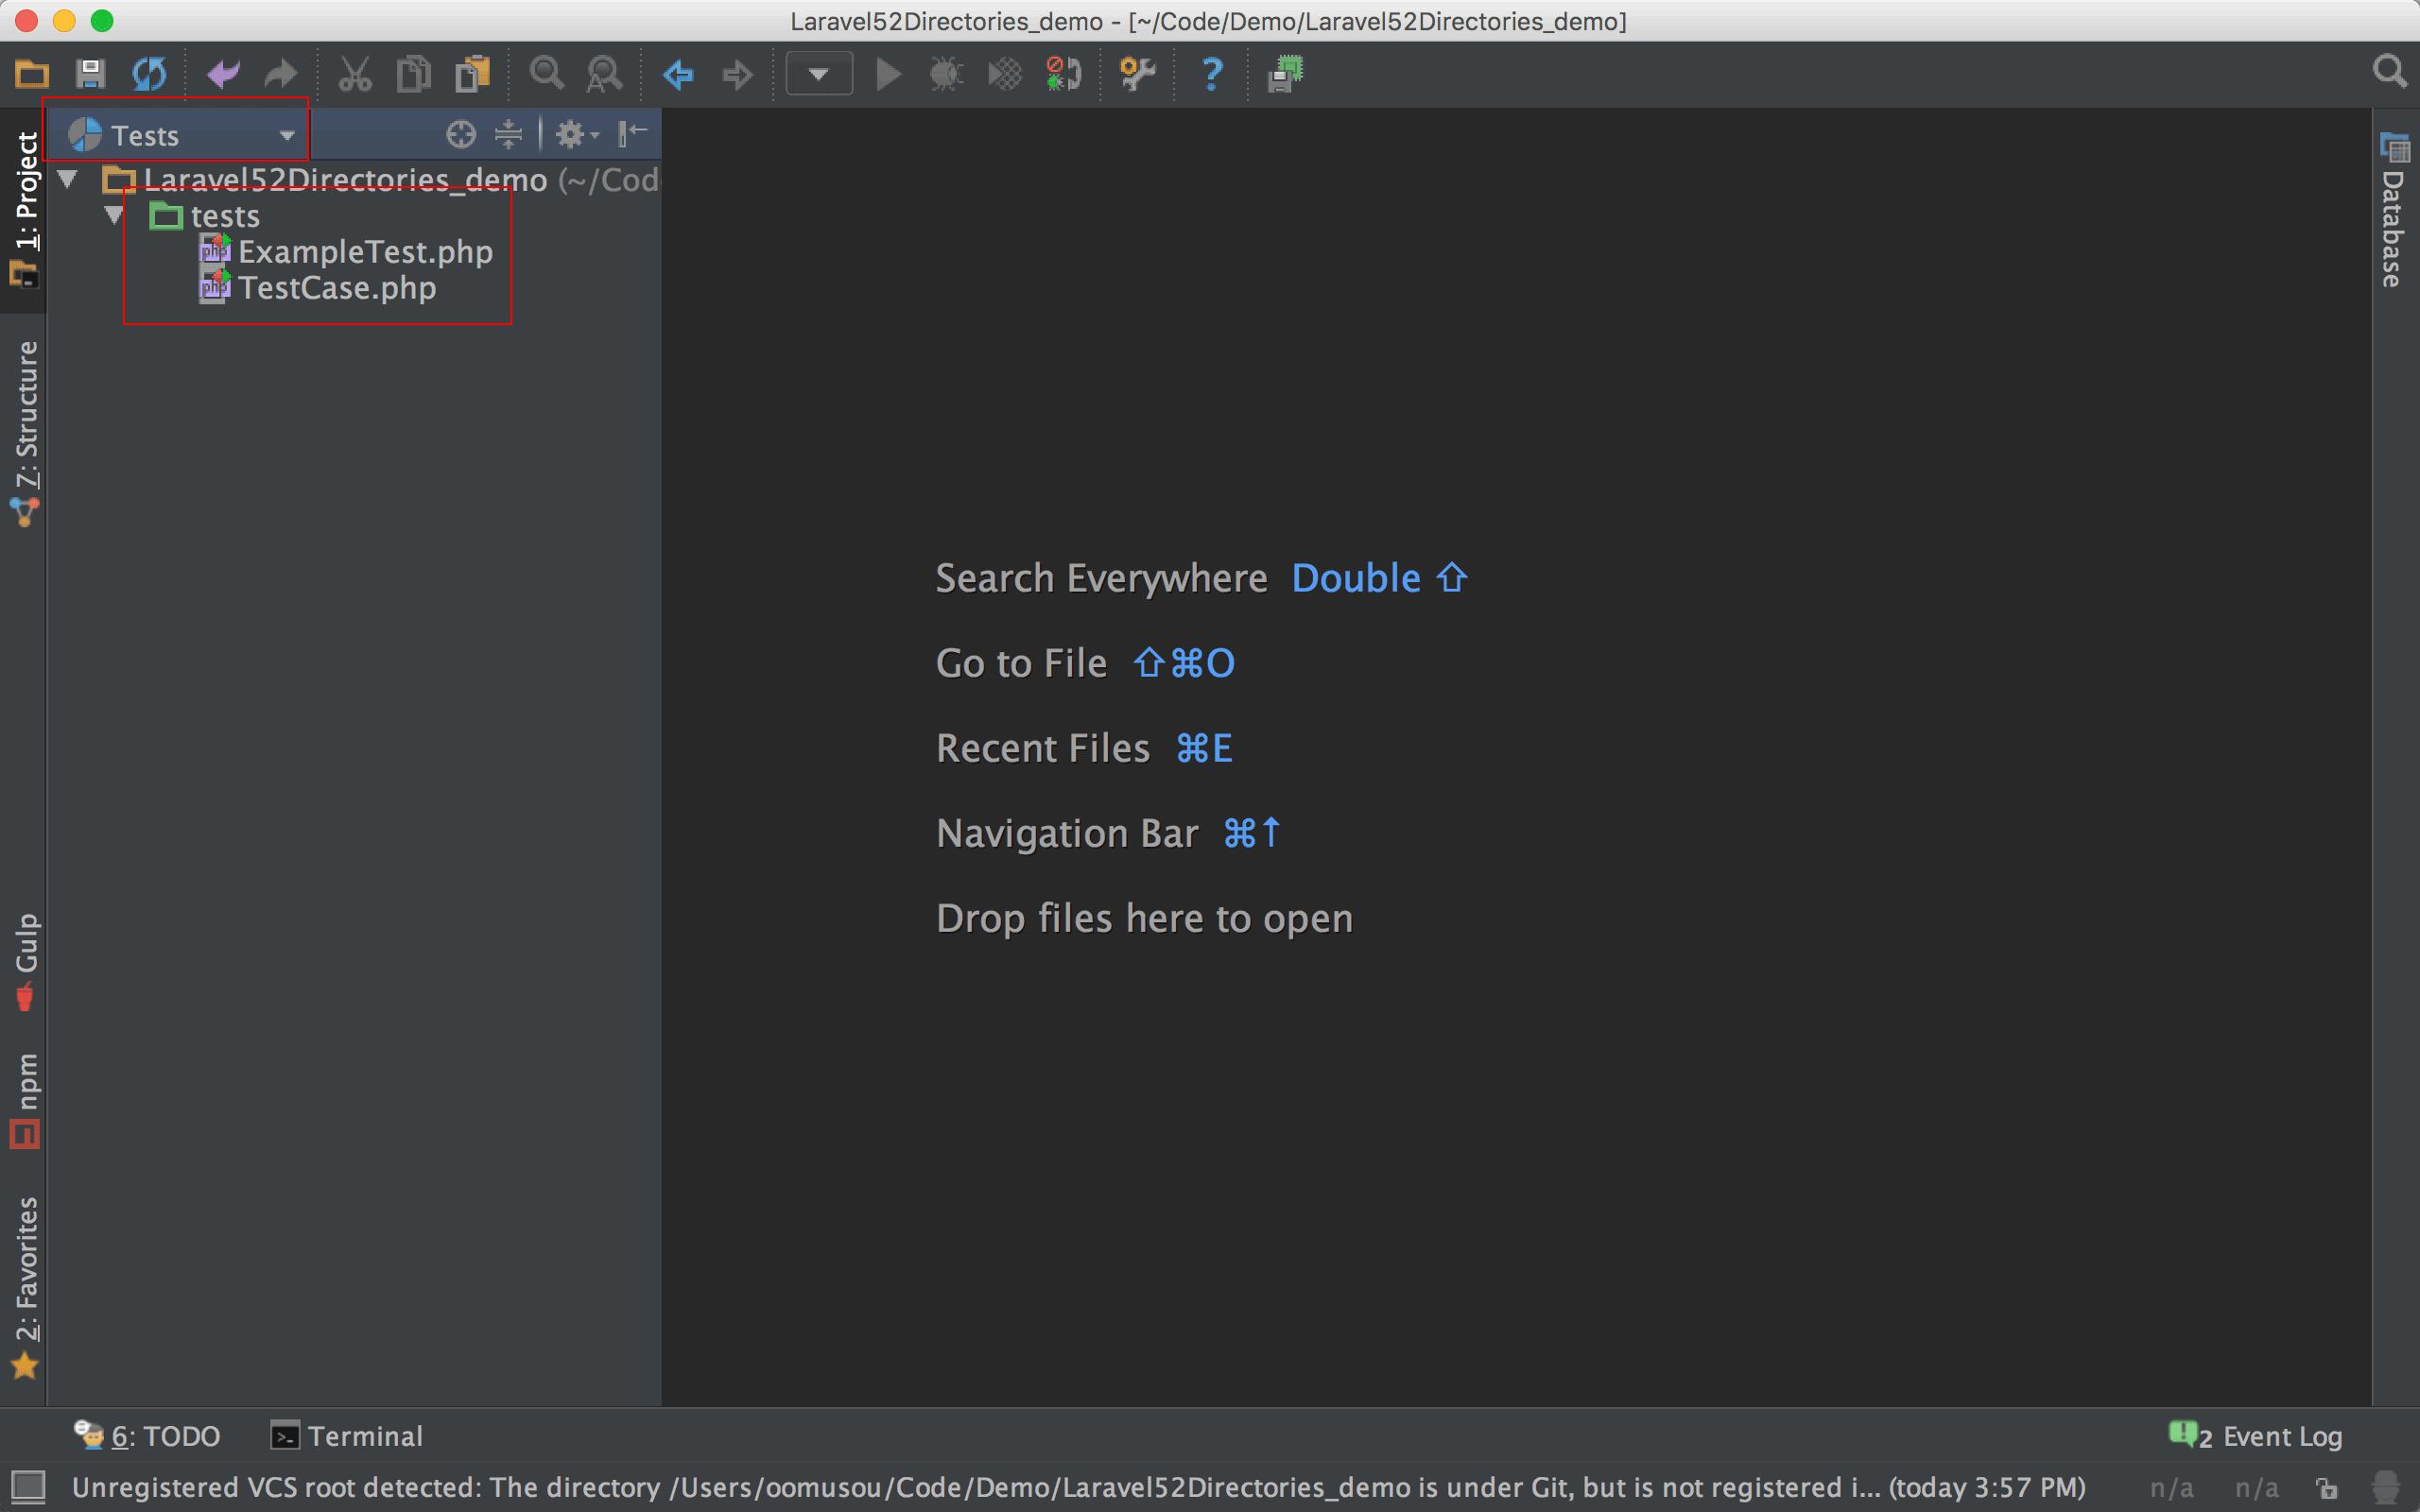 Laravel52Directories_demo - [~/Code/Demo/Laravel52Directories_demo]
Tests
1: Project
Laravel52Directories_demo (~/Cod
tests
ExampleTest.php
TestCase.php
7: Structure
Gulp
npm
2: Favorites
Database
Search Everywhere Double ⇧
Go to File ⇧⌘O
Recent Files ⌘E
Navigation Bar ⌘↑
Drop files here to open
6: TODO
Terminal
2 Event Log
Unregistered VCS root detected: The directory /Users/oomusou/Code/Demo/Laravel52Directories_demo is under Git, but is not registered i... (today 3:57 PM)
n/a n/a